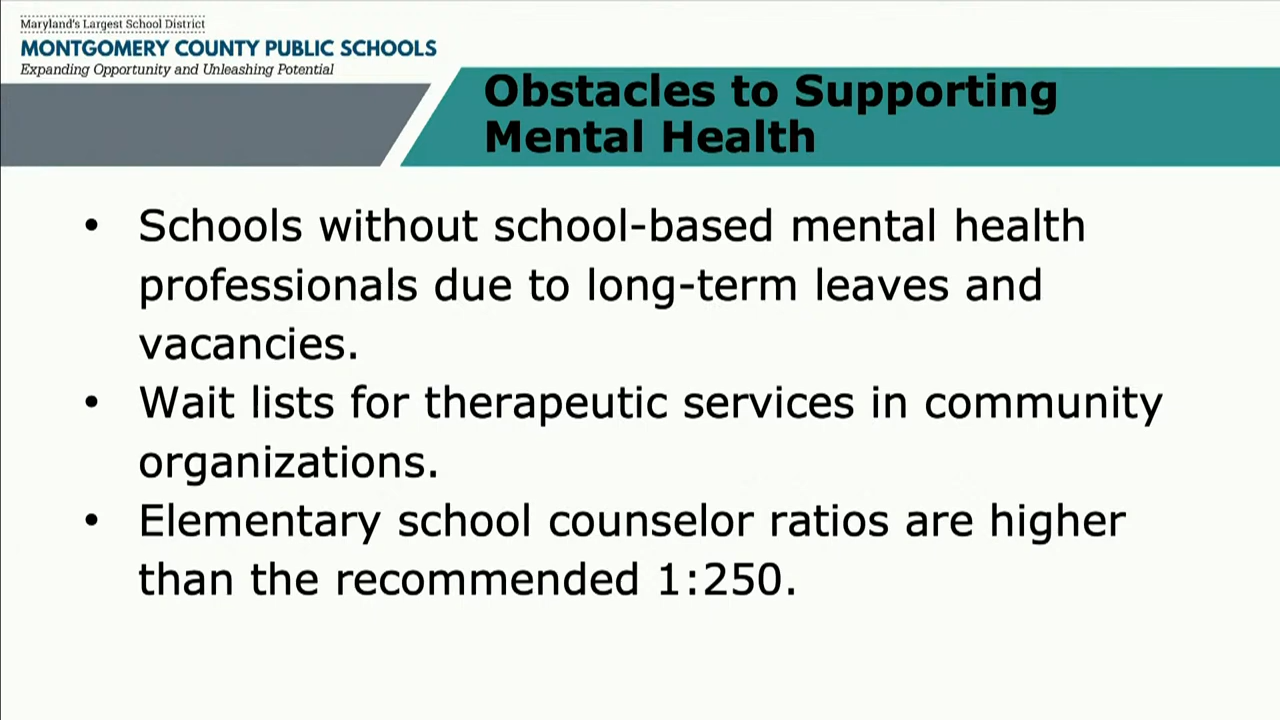 Maryland's Largest School District
MONTGOMERY COUNTY PUBLIC SCHOOLS
Expanding Opportunity and Unleashing Potential
Obstacles to Supporting
Mental Health
• Schools without school-based mental health
professionals due to long-term leaves and
vacancies.
• Wait lists for therapeutic services in community
organizations.
• Elementary school counselor ratios are higher
than the recommended 1:250.